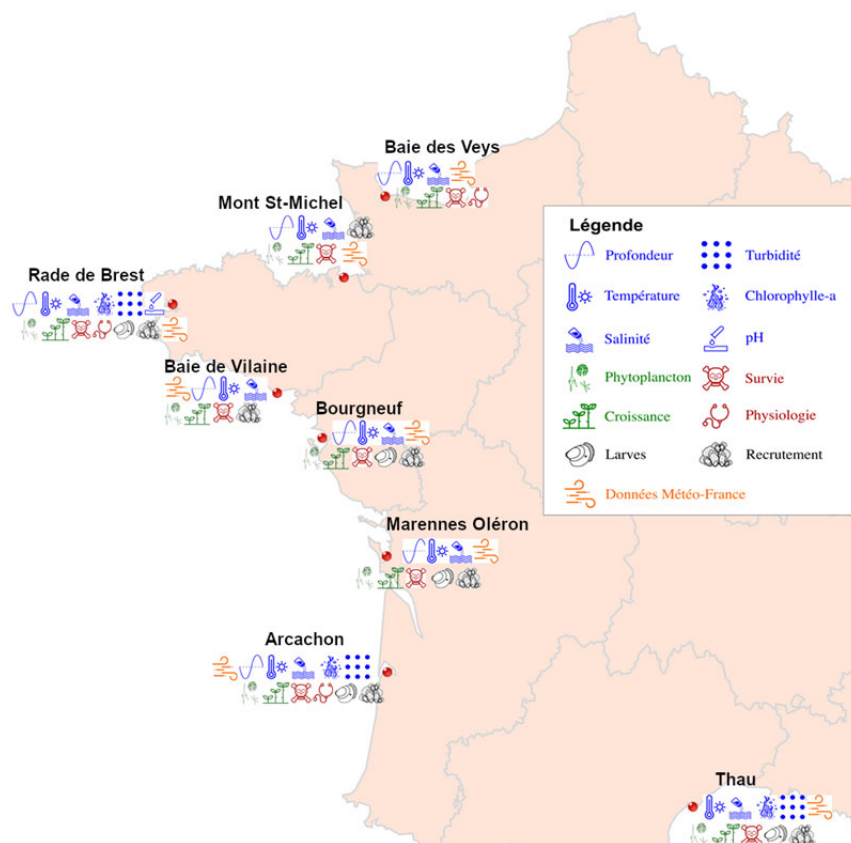 Baie des Veys
Mont St-Michel
Rade de Brest
Baie de Vilaine
Bourgneuf
Marennes Oléron
Arcachon
Thau
Légende
Profondeur
Turbidité
Température
Chlorophylle-a
Salinité
pH
Phytoplancton
Survie
Croissance
Physiologie
Larves
Recrutement
Données Météo-France